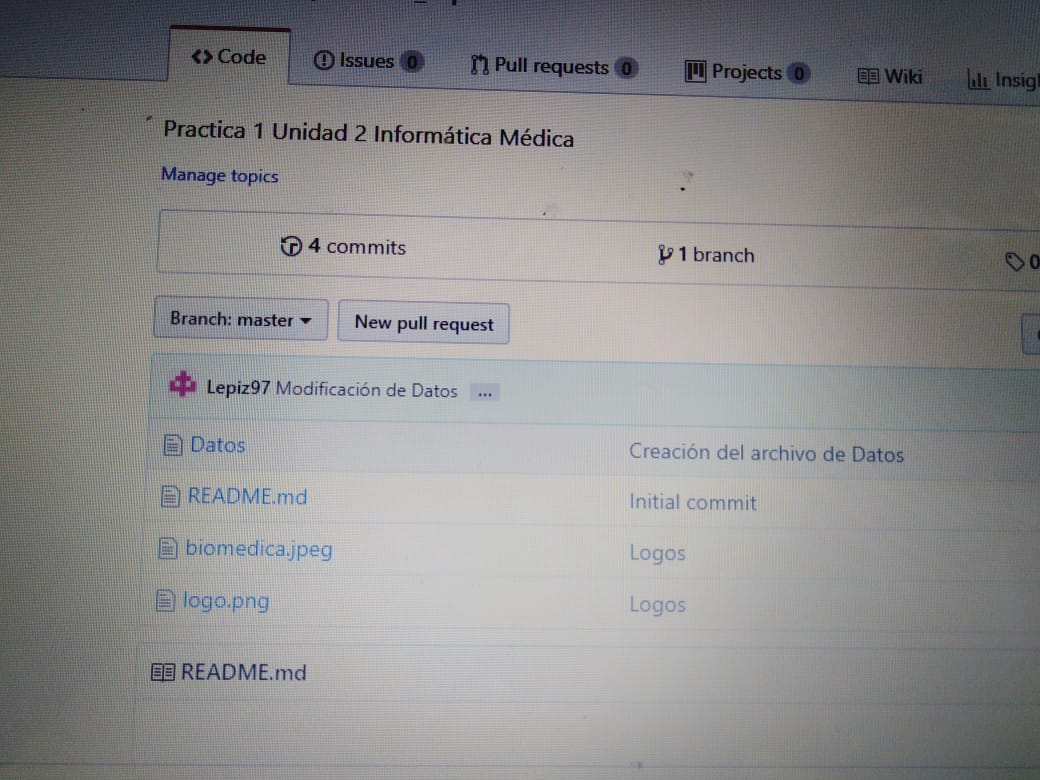 Code Issues 0 Pull requests 0 Projects 0 Wiki
Practica 1 Unidad 2 Informática Médica
Manage topics
4 commits 1 branch 0
Branch: master New pull request
Lepiz97 Modificación de Datos ...
Datos Creación del archivo de Datos
README.md Initial commit
biomedica.jpeg Logos
logo.png Logos
README.md